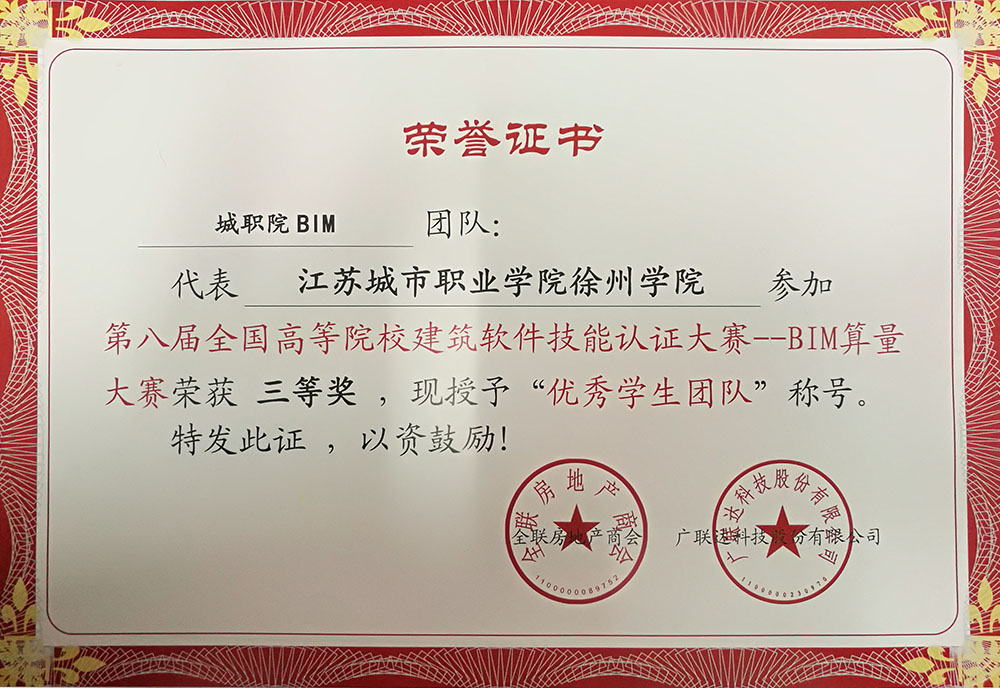 荣誉证书
城职院BIM 团队：
代表 江苏城市职业学院徐州学院 参加
第八届全国高等院校建筑软件技能认证大赛--BIM算量
大赛荣获 三等奖 ，现授予“优秀学生团队”称号。
特发此证 ，以资鼓励！
全联房地产商会
1100000089752
全联房地产商会
广联达科技股份有限公司
1100000230970
广联达科技股份有限公司